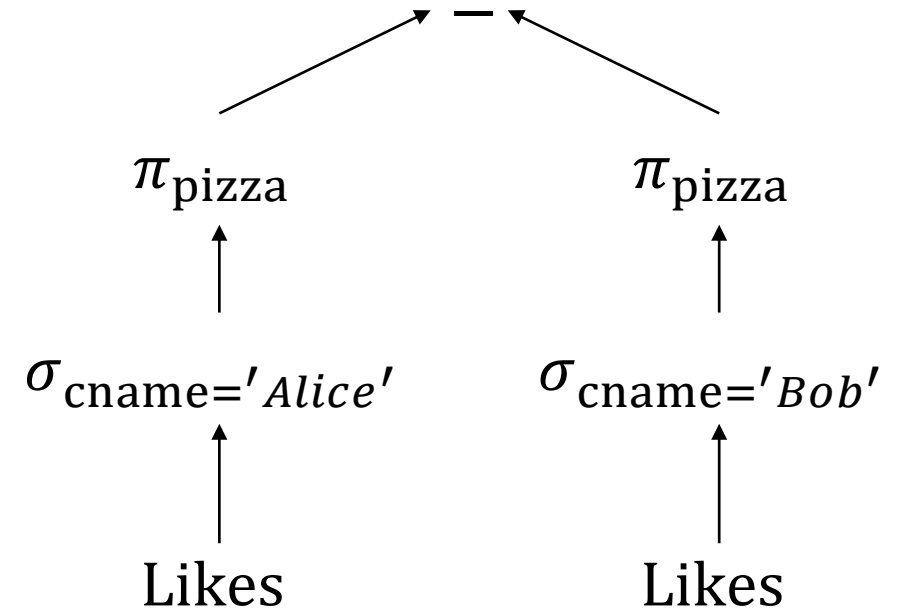 −
π_pizza π_pizza
σ_cname='Alice' σ_cname='Bob'
Likes Likes